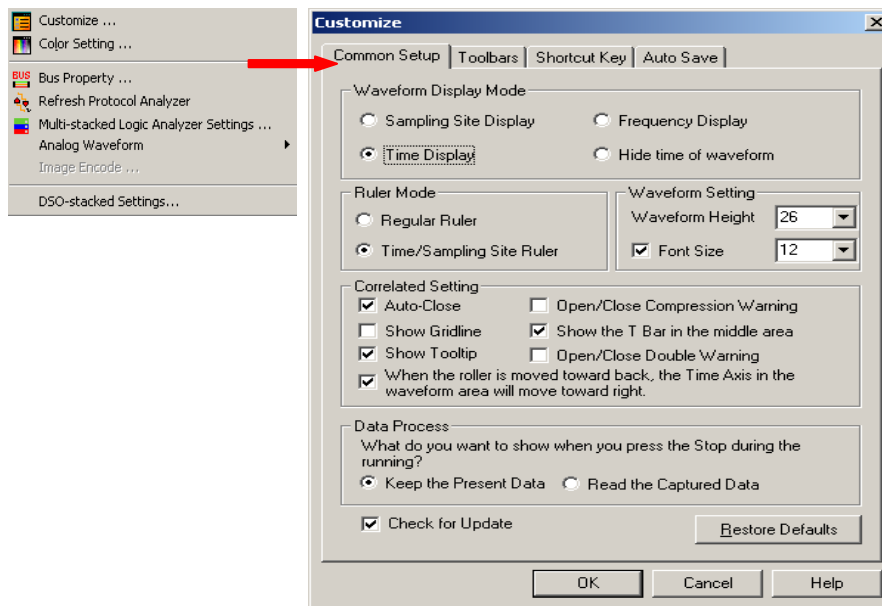 Customize ...
Color Setting ...
BUS Bus Property ...
Refresh Protocol Analyzer
Multi-stacked Logic Analyzer Settings ...
Analog Waveform
Image Encode ...
DSO-stacked Settings...
Customize
Common Setup Toolbars Shortcut Key Auto Save
Waveform Display Mode
Sampling Site Display Frequency Display
Time Display Hide time of waveform
Ruler Mode Waveform Setting
Regular Ruler Waveform Height 26
Time/Sampling Site Ruler Font Size 12
Correlated Setting
Auto-Close Open/Close Compression Warning
Show Gridline Show the T Bar in the middle area
Show Tooltip Open/Close Double Warning
When the roller is moved toward back, the Time Axis in the
waveform area will move toward right.
Data Process
What do you want to show when you press the Stop during the
running?
Keep the Present Data Read the Captured Data
Check for Update Restore Defaults
OK Cancel Help